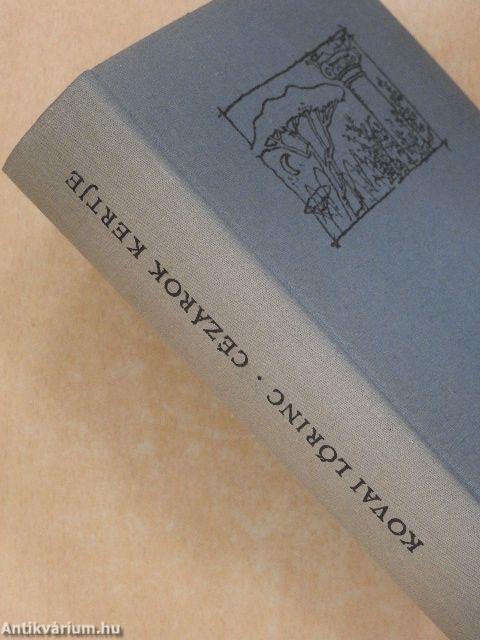 KOVAI LŐRINC · CÉZÁROK KERTJE
Antikvárium.hu